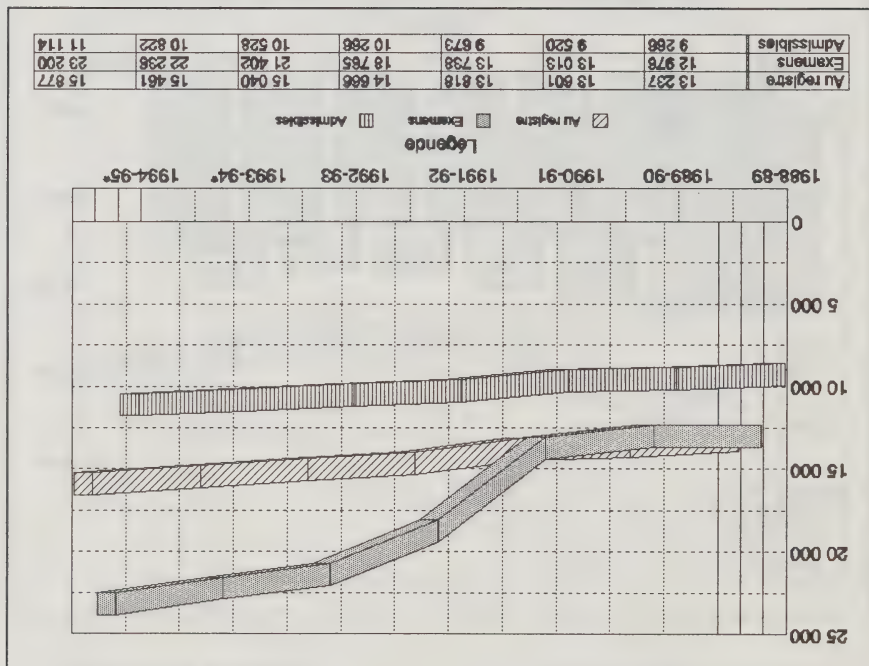 25 000
20 000
15 000
10 000
5 000
0
1988-89 1989-90 1990-91 1991-92 1992-93 1993-94* 1994-95*
Légende
Au registre Examens Admissibles
Au registre 13 237 13 601 13 818 14 666 15 040 15 461 15 877
Examens 12 976 13 013 13 738 18 765 21 402 22 236 23 200
Admissibles 9 266 9 520 9 673 10 266 10 528 10 822 11 114